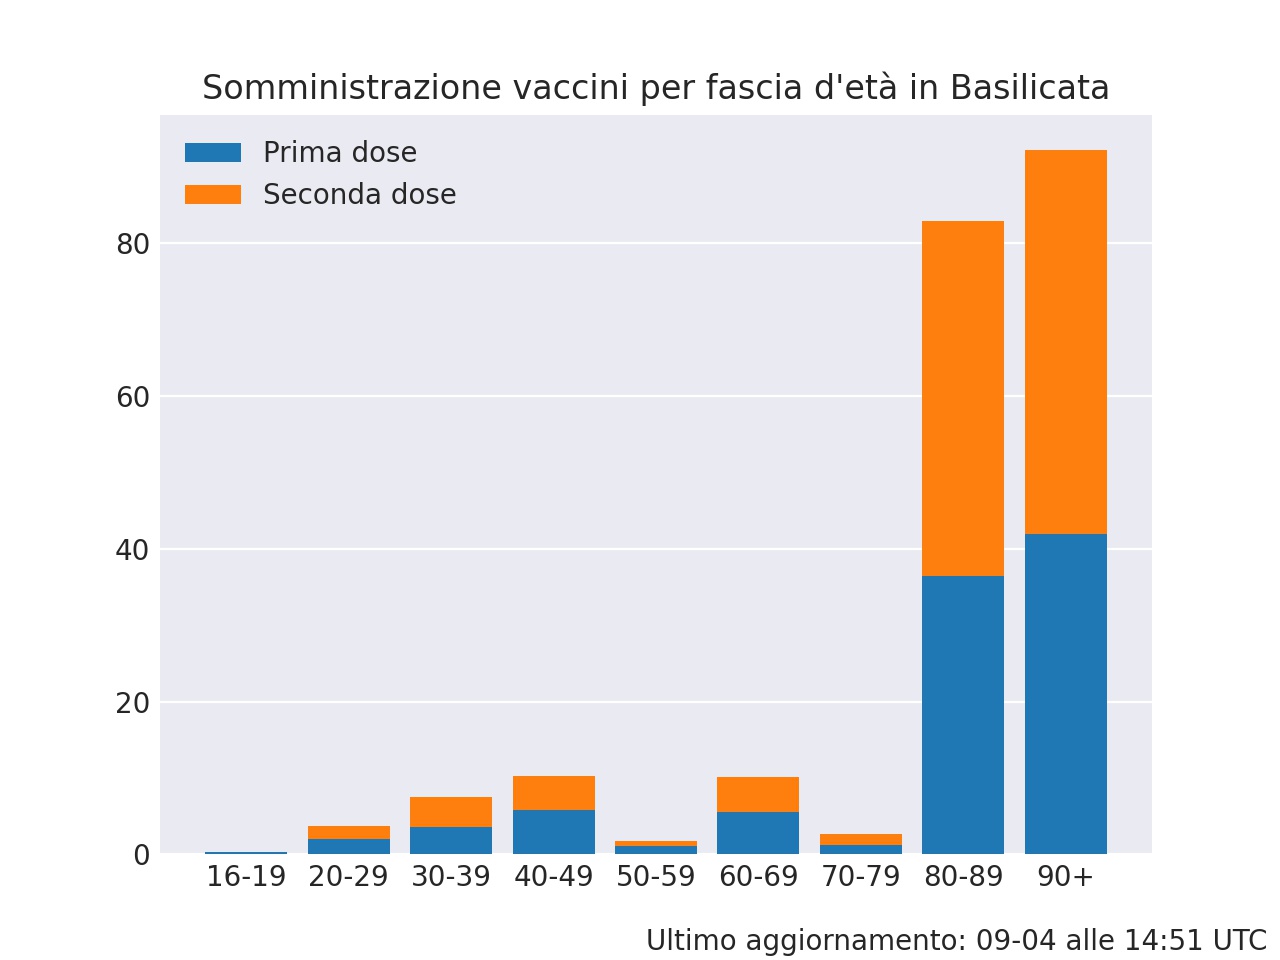 Somministrazione vaccini per fascia d'età in Basilicata
Prima dose
Seconda dose
80
60
40
20
0
16-19 20-29 30-39 40-49 50-59 60-69 70-79 80-89 90+
Ultimo aggiornamento: 09-04 alle 14:51 UTC